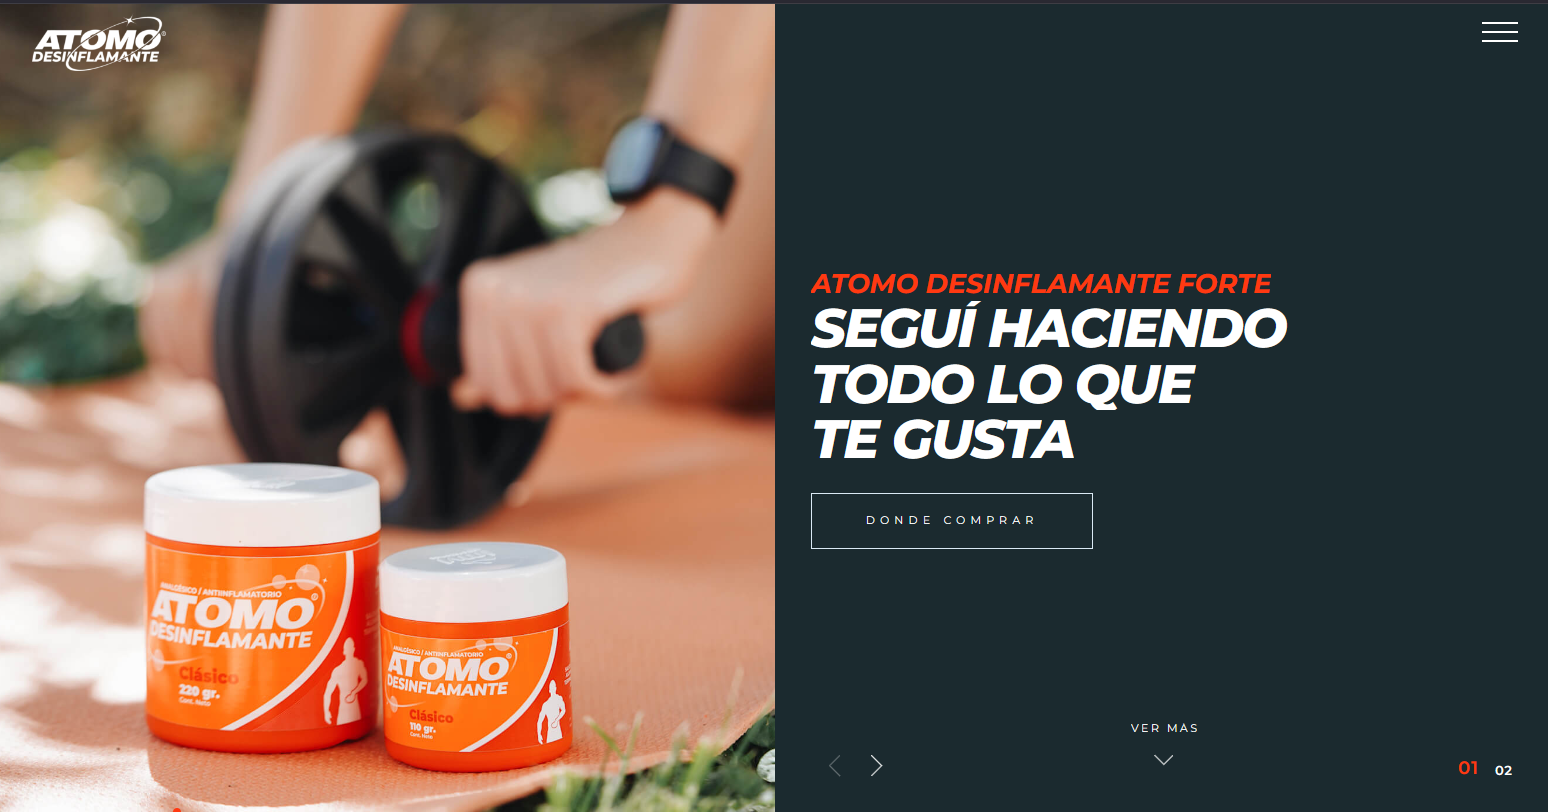 ATOMO
DESINFLAMANTE
ATOMO DESINFLAMANTE FORTE
SEGUÍ HACIENDO
TODO LO QUE
TE GUSTA
DONDE COMPRAR
ANALGÉSICO / ANTIINFLAMATORIO
ATOMO
DESINFLAMANTE
Clásico
220 gr.
Cont. Neto
ANALGÉSICO / ANTIINFLAMATORIO
ATOMO
DESINFLAMANTE
Clásico
110 gr.
Cont. Neto
VER MÁS
01 02